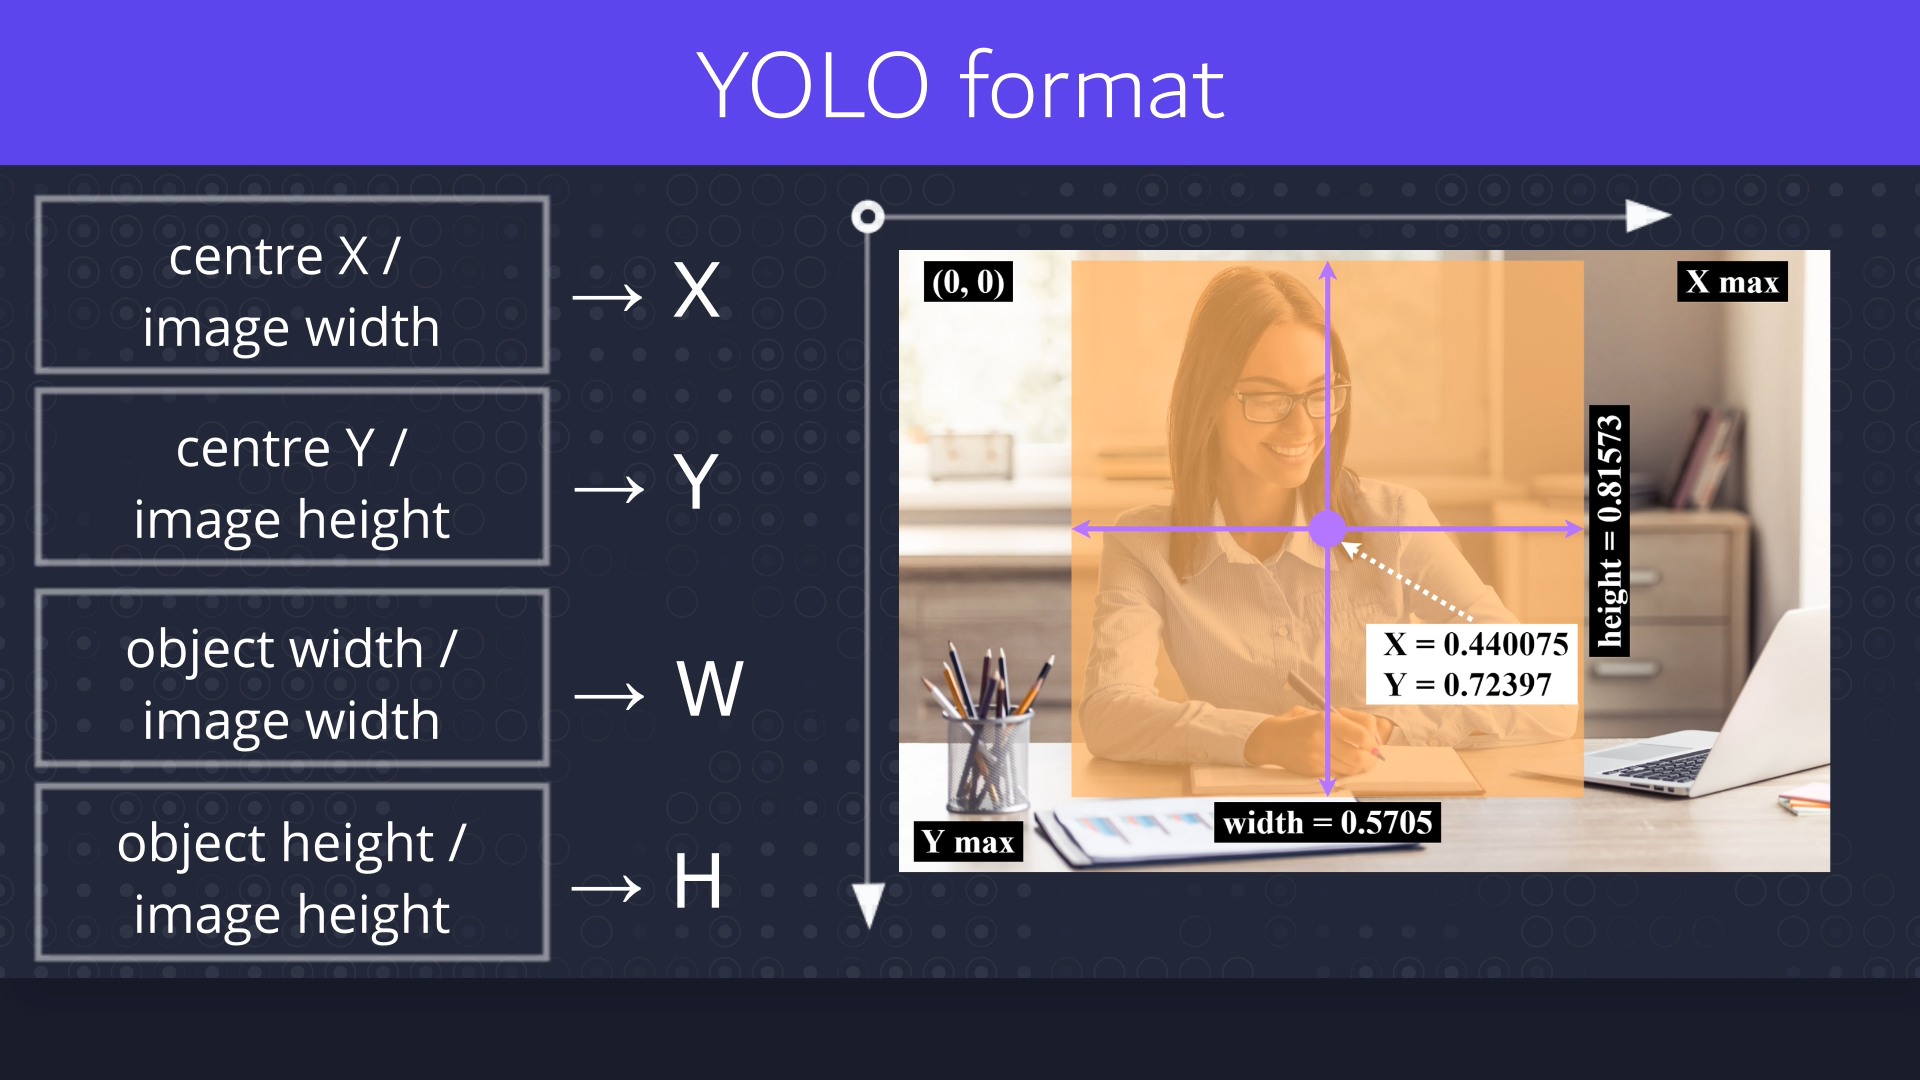 YOLO format
centre X /
image width
→ X
centre Y /
image height
→ Y
object width /
image width
→ W
object height /
image height
→ H
(0, 0)
X max
height = 0.81573
X = 0.440075
Y = 0.72397
width = 0.5705
Y max